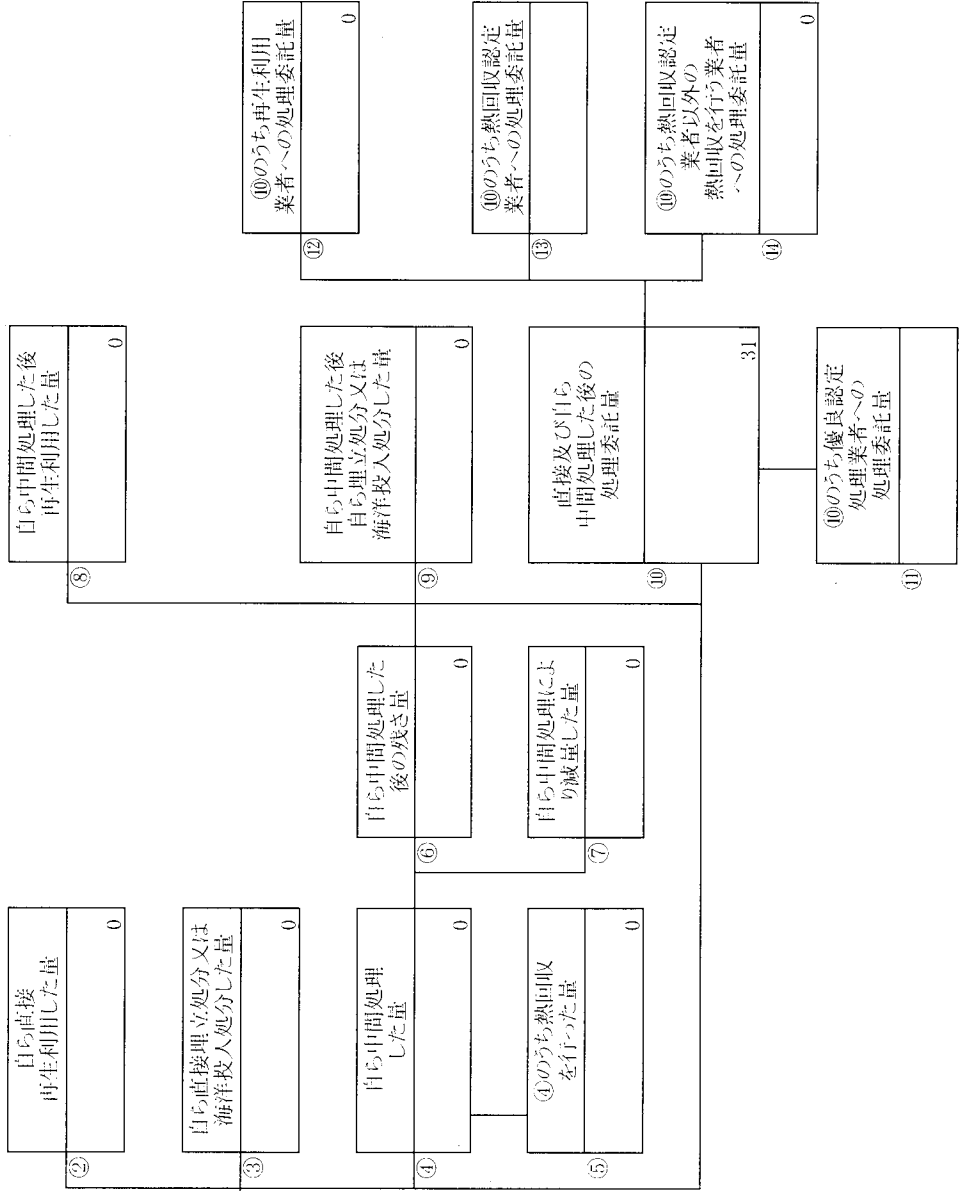 ②
自ら直接
再生利用した量
0
③
自ら直接埋立処分又は
海洋投入処分した量
0
④
自ら中間処理
した量
0
⑤
④のうち熱回収
を行った量
0
⑥
自ら中間処理した
後の残さ量
0
⑦
自ら中間処理によ
り減量した量
0
⑧
自ら中間処理した後
再生利用した量
0
⑨
自ら中間処理した後
自ら埋立処分又は
海洋投入処分した量
0
⑩
直接及び自ら
中間処理した後の
処理委託量
31
⑪
⑩のうち優良認定
処理業者への
処理委託量
⑫
⑩のうち再生利用
業者への処理委託量
0
⑬
⑩のうち熱回収認定
業者への処理委託量
⑭
⑩のうち熱回収認定
業者以外の
熱回収を行う業者
への処理委託量
0